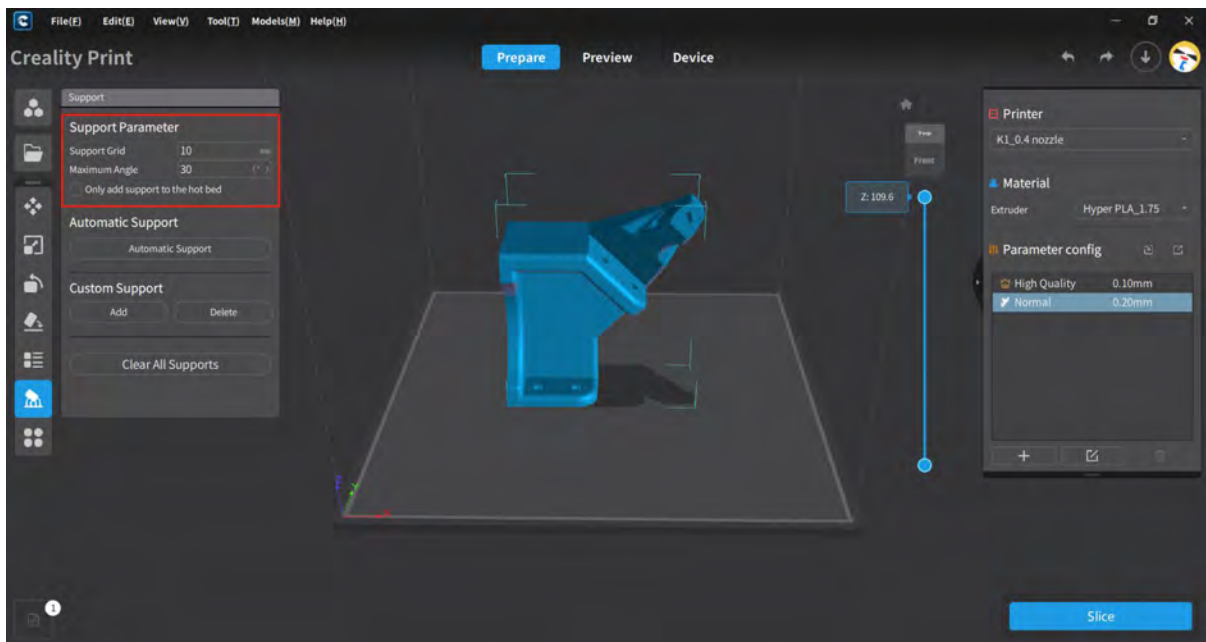 File(F) Edit(E) View(V) Tool(T) Models(M) Help(H)
Creality Print
Prepare Preview Device
Support
Support Parameter
Support Grid 10
Maximum Angle 30 (°)
Only add support to the hot bed
Automatic Support
Automatic Support
Custom Support
Add Delete
Clear All Supports
Front
Z: 109.6
Printer
K1_0.4 nozzle
Material
Extruder Hyper PLA_1.75
Parameter config
High Quality 0.10mm
Normal 0.20mm
1
Slice